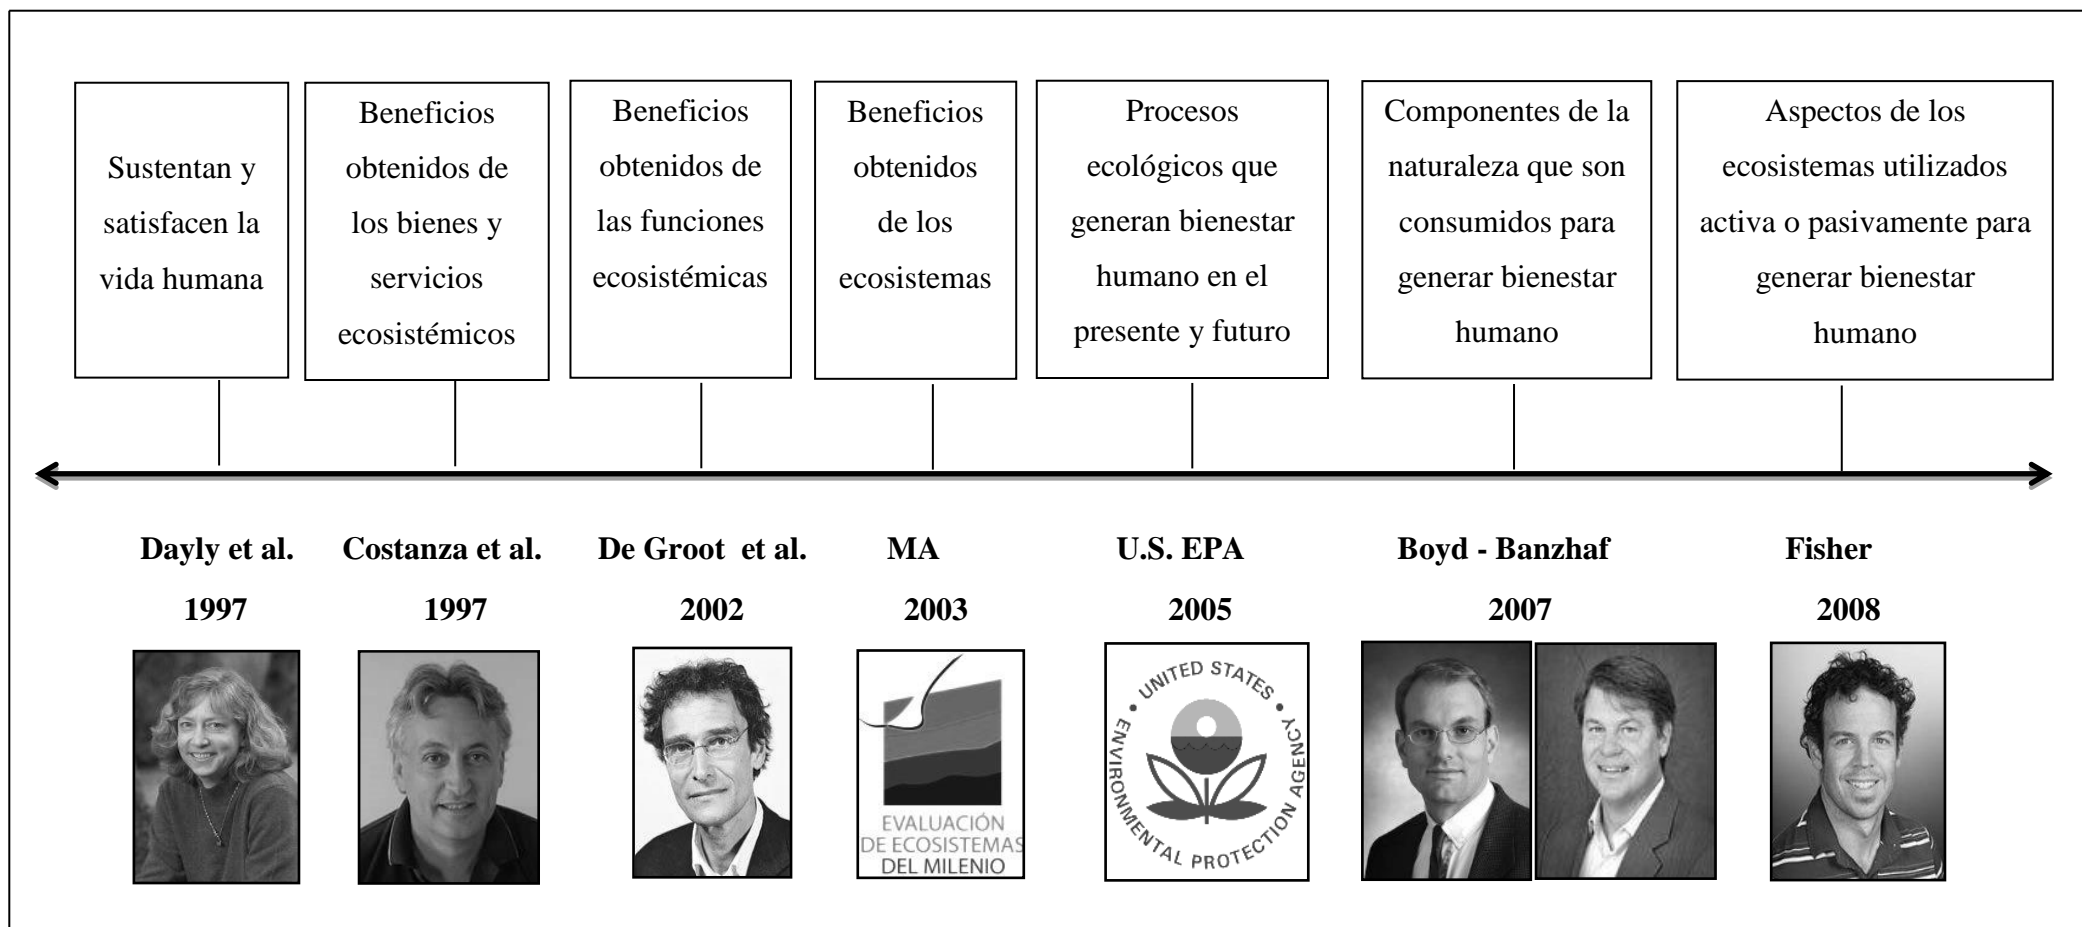 Sustentan y
satisfacen la
vida humana
Beneficios
obtenidos de
los bienes y
servicios
ecosistémicos
Beneficios
obtenidos de
las funciones
ecosistémicas
Beneficios
obtenidos
de los
ecosistemas
Procesos
ecológicos que
generan bienestar
humano en el
presente y futuro
Componentes de la
naturaleza que son
consumidos para
generar bienestar
humano
Aspectos de los
ecosistemas utilizados
activa o pasivamente para
generar bienestar
humano
Dayly et al.
1997
Costanza et al.
1997
De Groot et al.
2002
MA
2003
U.S. EPA
2005
Boyd - Banzhaf
2007
Fisher
2008
EVALUACIÓN
DE ECOSISTEMAS
DEL MILENIO
UNITED STATES
ENVIRONMENTAL PROTECTION AGENCY